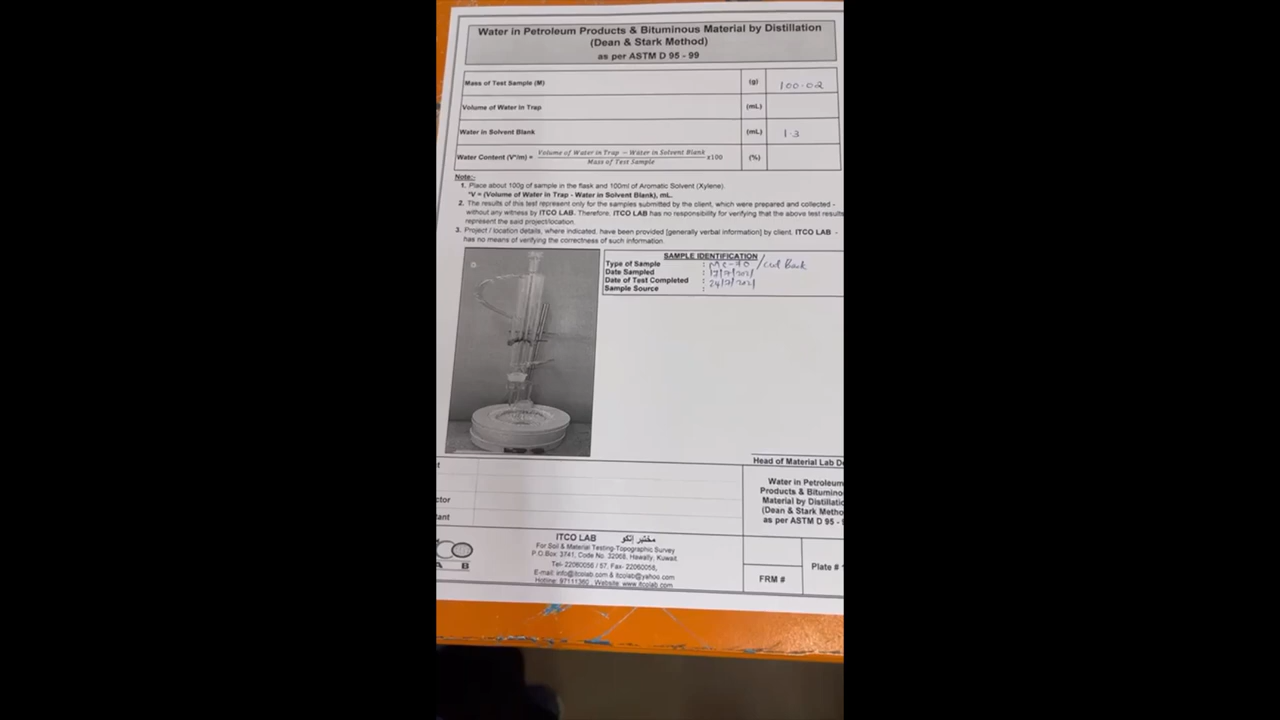 Water in Petroleum Products & Bituminous Material by Distillation
(Dean & Stark Method)
as per ASTM D 95 - 99
Mass of Test Sample (M) (g) 100.02
Volume of Water in Trap (mL)
Water in Solvent Blank (mL) 1.3
Water Content (V*/m) = Volume of Water in Trap − Water in Solvent Blank / Mass of Test Sample x100 (%)
Note:-
1. Place about 100g of sample in the flask and 100ml of Aromatic Solvent (Xylene).
*V = (Volume of Water in Trap - Water in Solvent Blank), mL.
2. The results of this test represent only for the samples submitted by the client, which were prepared and collected -
without any witness by ITCO LAB. Therefore, ITCO LAB has no responsibility for verifying that the above test results
represent the said project/location.
3. Project / location details, where indicated, have been provided [generally verbal information] by client. ITCO LAB -
has no means of verifying the correctness of such information.
SAMPLE IDENTIFICATION
Type of Sample : MC-70 / Cut Back
Date Sampled : 17/7/2021
Date of Test Completed : 24/7/2021
Sample Source :
Head of Material Lab D
Water in Petroleum
Products & Bitumino
Material by Distillatio
(Dean & Stark Metho
as per ASTM D 95 -
t
ctor
tant
ITCO LAB مختبر إتكو
For Soil & Material Testing-Topographic Survey
P.O.Box: 3741, Code No. 32068, Hawally, Kuwait.
Tel- 22060056 / 57, Fax- 22060058,
E-mail: info@itcolab.com & itcolab@yahoo.com
Hotline: 97111360, Website: www.itcolab.com
FRM #
Plate #